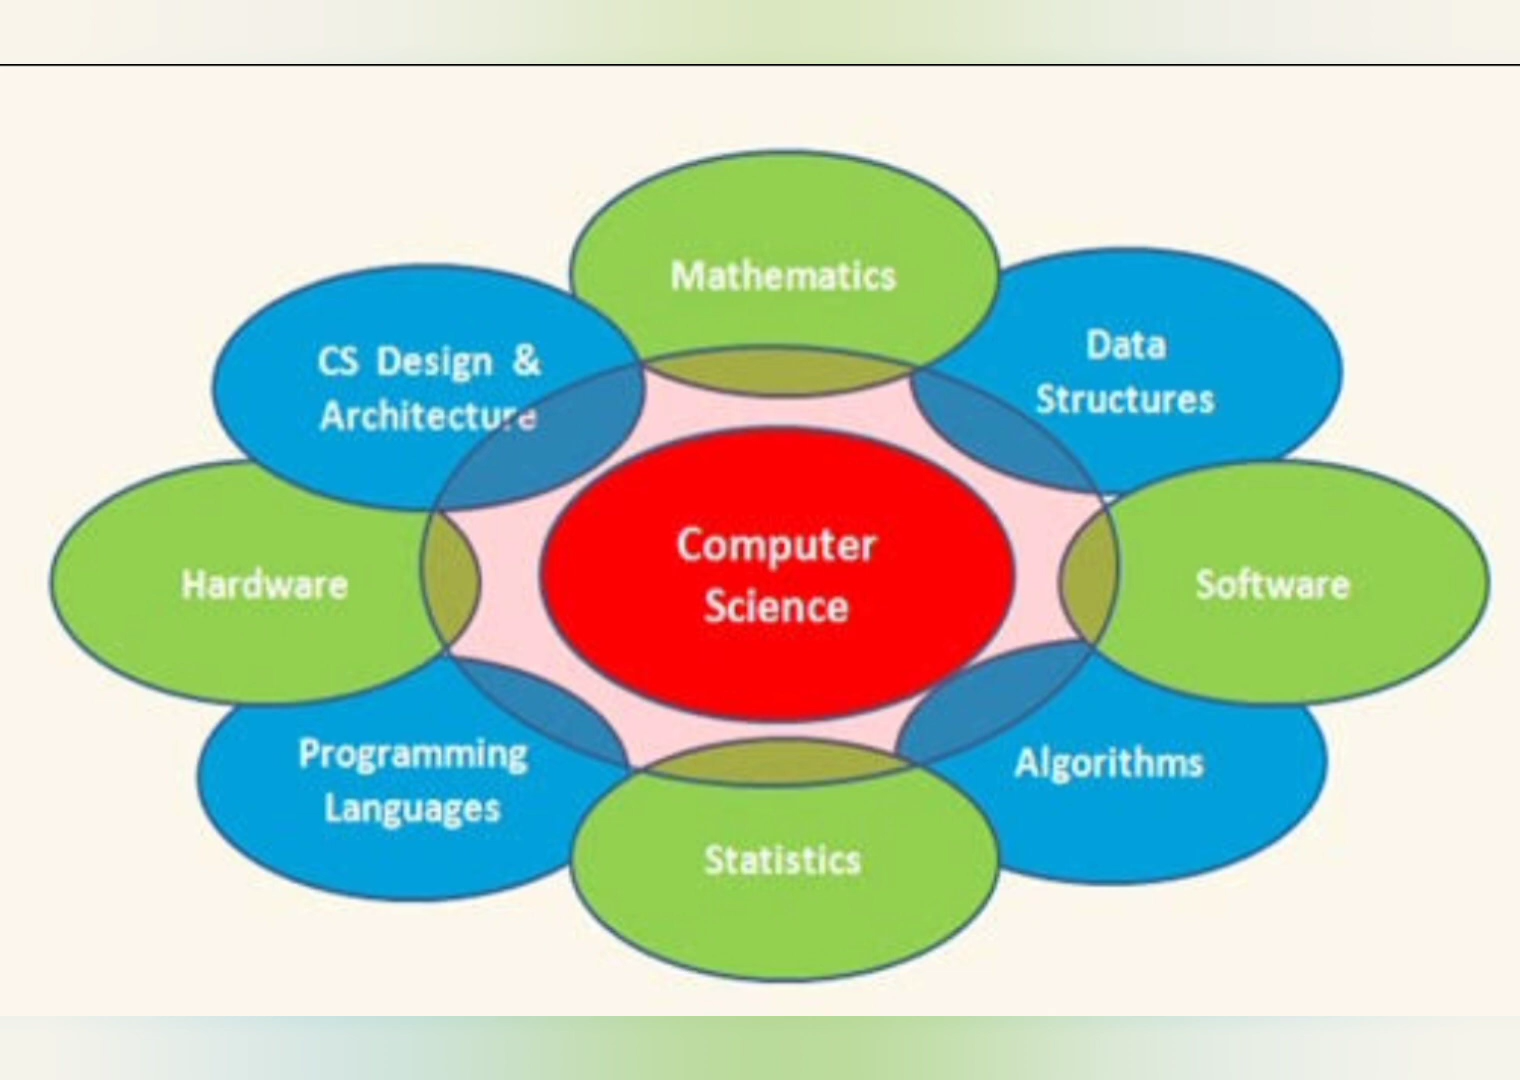 Mathematics
CS Design &
Architecture
Data
Structures
Computer
Science
Hardware
Software
Programming
Languages
Algorithms
Statistics